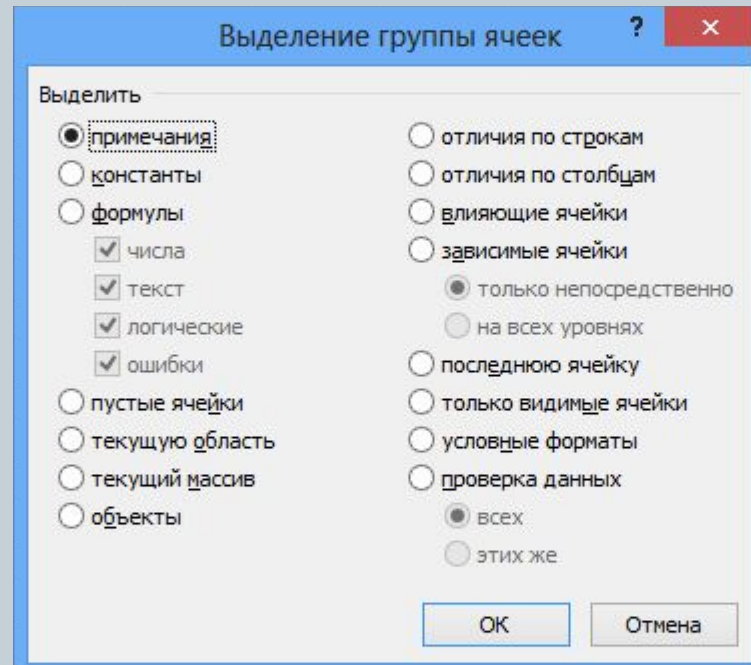 Выделение группы ячеек ?
Выделить
примечания
константы
формулы
числа
текст
логические
ошибки
пустые ячейки
текущую область
текущий массив
объекты
отличия по строкам
отличия по столбцам
влияющие ячейки
зависимые ячейки
только непосредственно
на всех уровнях
последнюю ячейку
только видимые ячейки
условные форматы
проверка данных
всех
этих же
ОК
Отмена